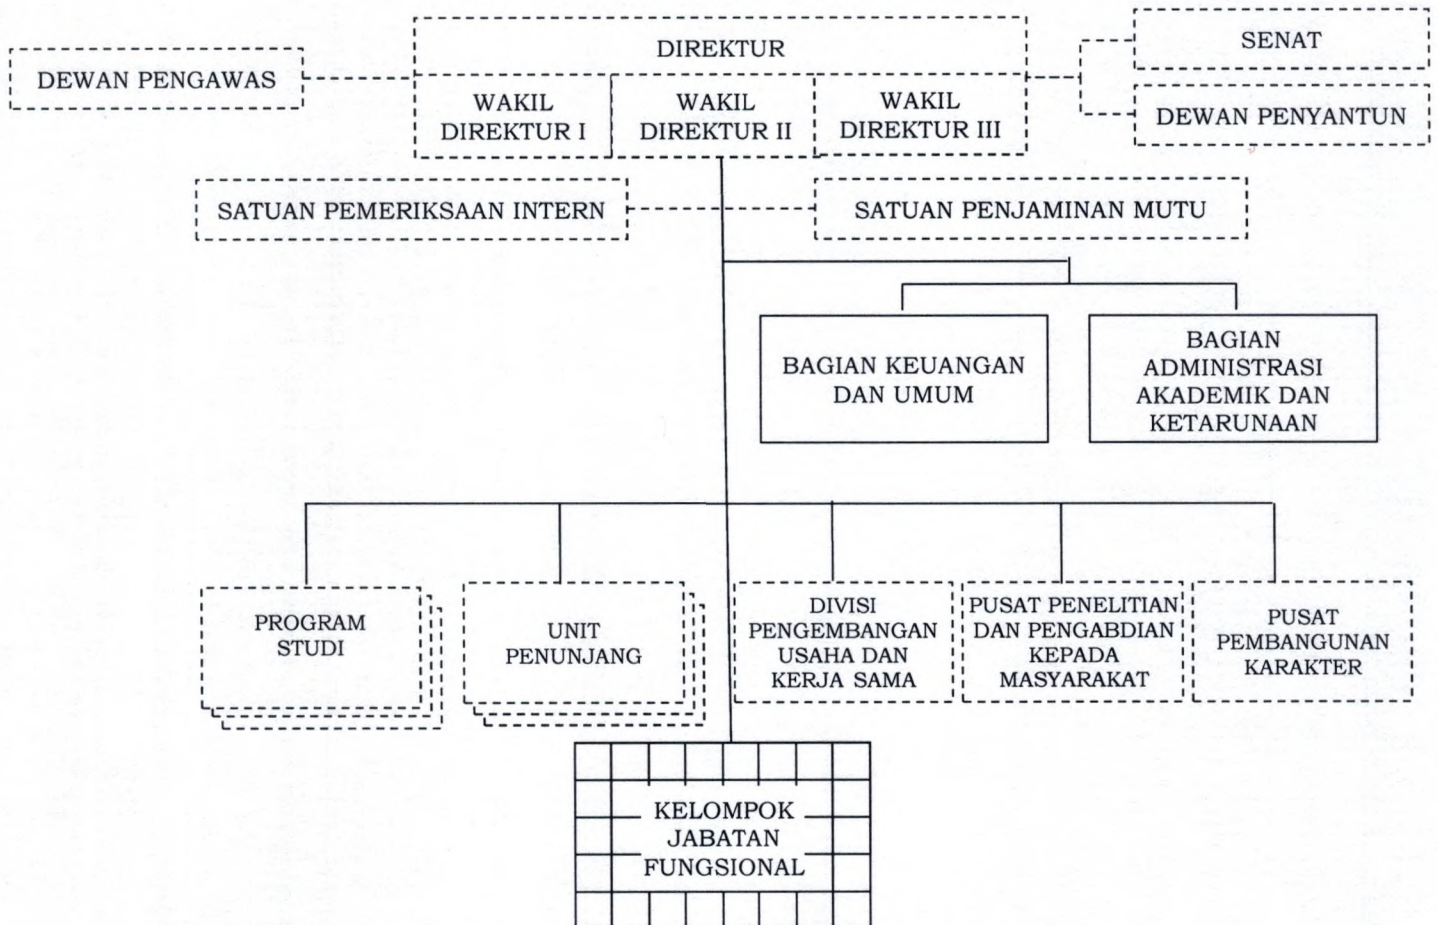 DIREKTUR
SENAT
DEWAN PENGAWAS
WAKIL
DIREKTUR I
WAKIL
DIREKTUR II
WAKIL
DIREKTUR III
DEWAN PENYANTUN
SATUAN PEMERIKSAAN INTERN
SATUAN PENJAMINAN MUTU
BAGIAN KEUANGAN
DAN UMUM
BAGIAN
ADMINISTRASI
AKADEMIK DAN
KETARUNAAN
PROGRAM
STUDI
UNIT
PENUNJANG
DIVISI
PENGEMBANGAN
USAHA DAN
KERJA SAMA
PUSAT PENELITIAN
DAN PENGABDIAN
KEPADA
MASYARAKAT
PUSAT
PEMBANGUNAN
KARAKTER
KELOMPOK
JABATAN
FUNGSIONAL